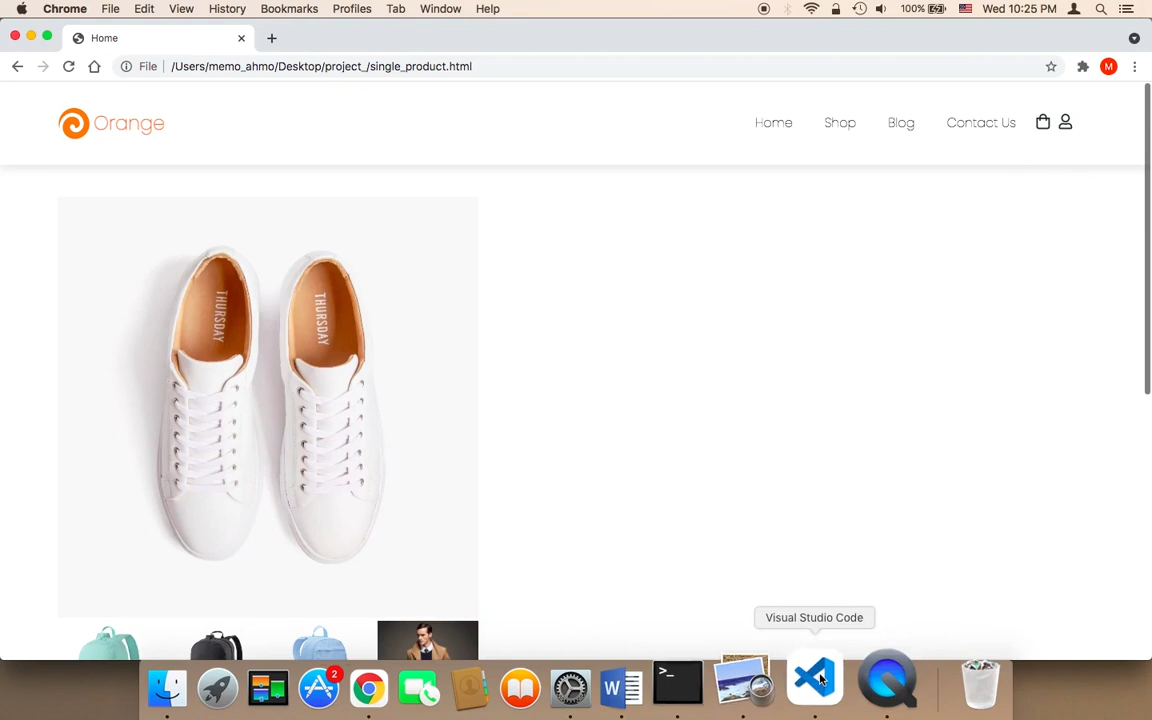 Chrome File Edit View History Bookmarks Profiles Tab Window Help 100% Wed 10:25 PM
Home
File /Users/memo_ahmo/Desktop/project_/single_product.html M
Orange Home Shop Blog Contact Us
THURSDAY THURSDAY
Visual Studio Code
2